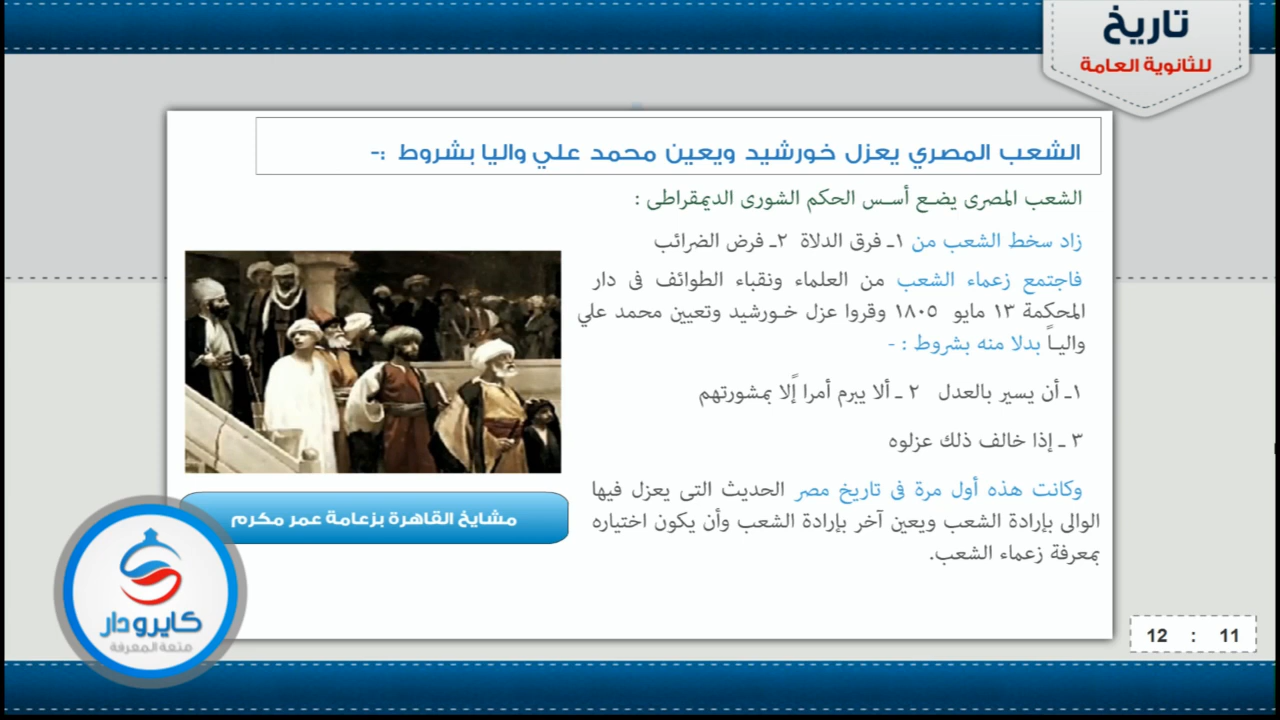 تاريخ
للثانوية العامة
الشعب المصري يعزل خورشيد ويعين محمد علي واليا بشروط :-
الشعب المصرى يضع أسس الحكم الشورى الديمقراطى :
زاد سخط الشعب من ١ـ فرق الدلاة ٢ـ فرض الضرائب
فاجتمع زعماء الشعب من العلماء ونقباء الطوائف فى دار
المحكمة ١٣ مايو ١٨٠٥ وقروا عزل خورشيد وتعيين محمد علي
والياً بدلا منه بشروط : -
١ـ أن يسير بالعدل ٢ ـ ألا يبرم أمرا إًلا بمشورتهم
٣ ـ إذا خالف ذلك عزلوه
وكانت هذه أول مرة فى تاريخ مصر الحديث التى يعزل فيها
الوالى بإرادة الشعب ويعين آخر بإرادة الشعب وأن يكون اختياره
بمعرفة زعماء الشعب.
مشايخ القاهرة بزعامة عمر مكرم
كايرودار
متعة المعرفة
12 : 11